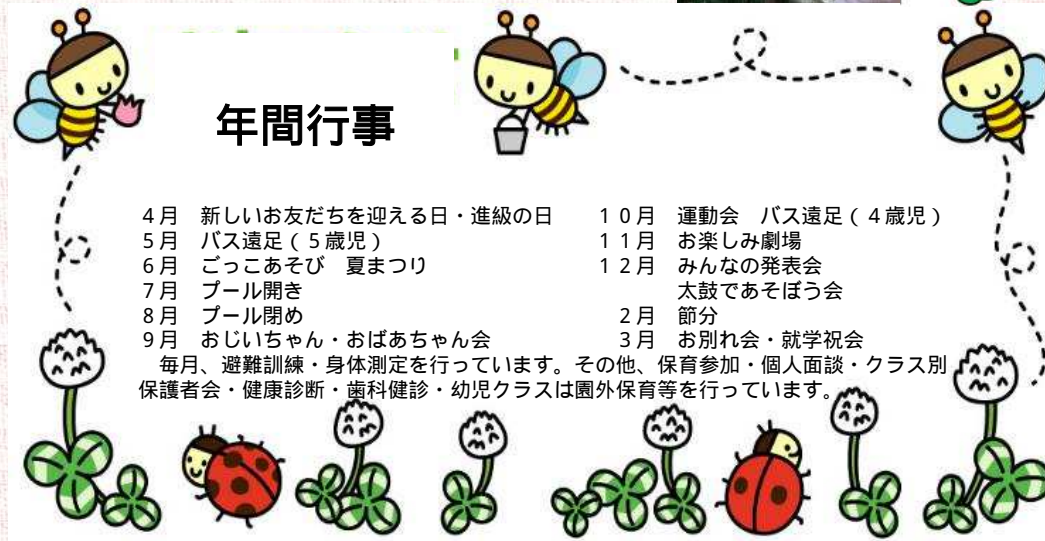 年間行事
４月　新しいお友だちを迎える日・進級の日
５月　バス遠足（５歳児）
６月　ごっこあそび　夏まつり
７月　プール開き
８月　プール閉め
９月　おじいちゃん・おばあちゃん会
１０月　運動会　バス遠足（４歳児）
１１月　お楽しみ劇場
１２月　みんなの発表会
太鼓であそぼう会
２月　節分
３月　お別れ会・就学祝会
毎月、避難訓練・身体測定を行っています。その他、保育参加・個人面談・クラス別
保護者会・健康診断・歯科健診・幼児クラスは園外保育等を行っています。